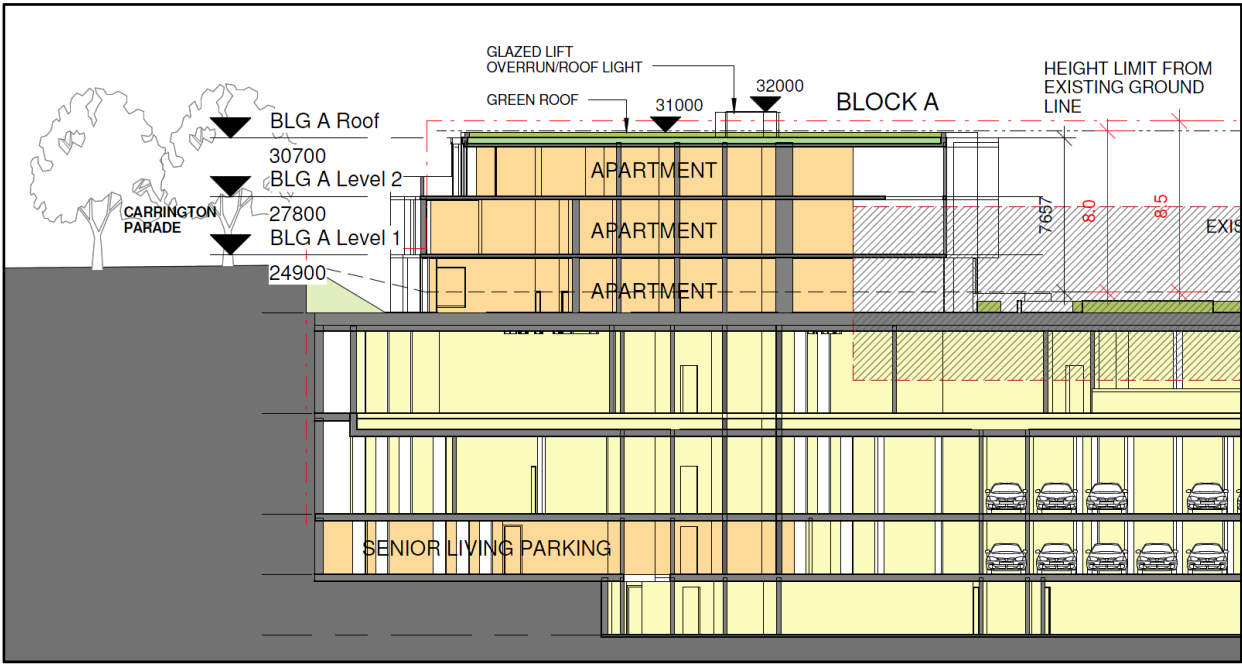 GLAZED LIFT
OVERRUN/ROOF LIGHT
GREEN ROOF
31000
32000
BLOCK A
HEIGHT LIMIT FROM
EXISTING GROUND
LINE
BLG A Roof
30700
BLG A Level 2
27800
BLG A Level 1
24900
CARRINGTON
PARADE
APARTMENT
APARTMENT
APARTMENT
7657
8.0
8.5
EXIS
SENIOR LIVING PARKING